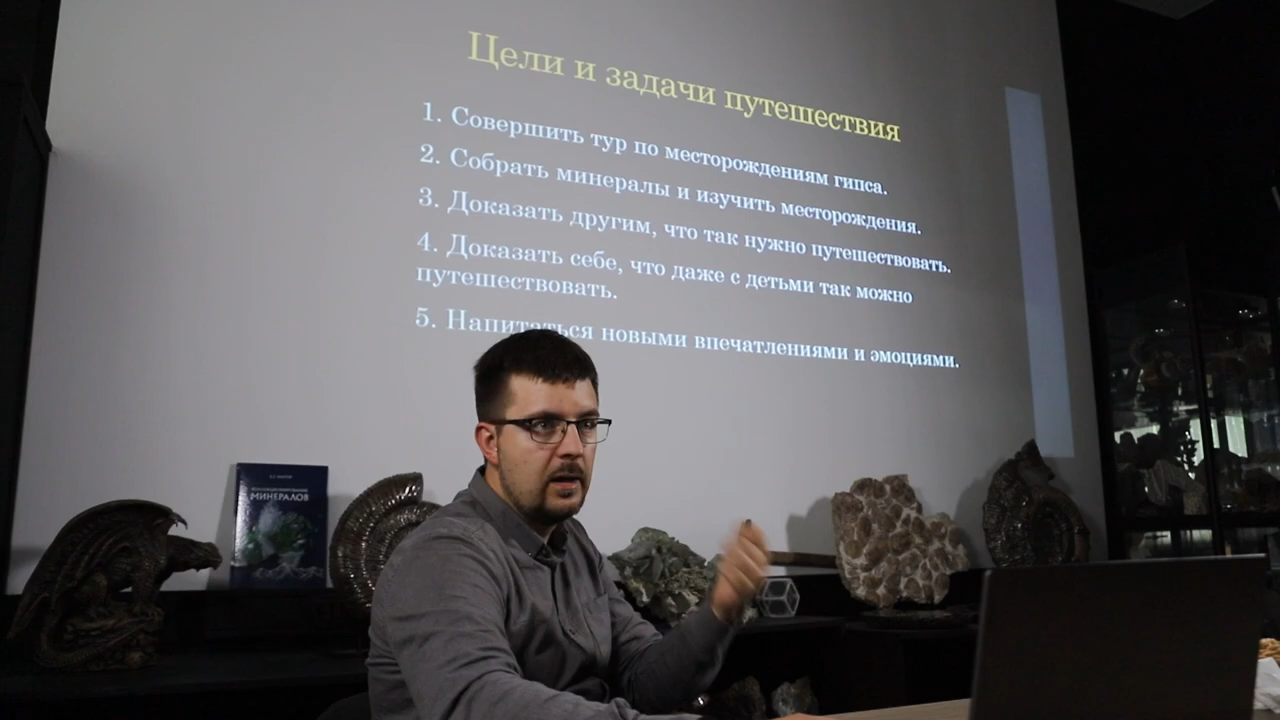 Цели и задачи путешествия
1. Совершить тур по месторождениям гипса.
2. Собрать минералы и изучить месторождения.
3. Доказать другим, что так нужно путешествовать.
4. Доказать себе, что даже с детьми так можно
путешествовать.
5. Напитаться новыми впечатлениями и эмоциями.
КОЛЛЕКЦИОНИРОВАНИЕ
МИНЕРАЛОВ